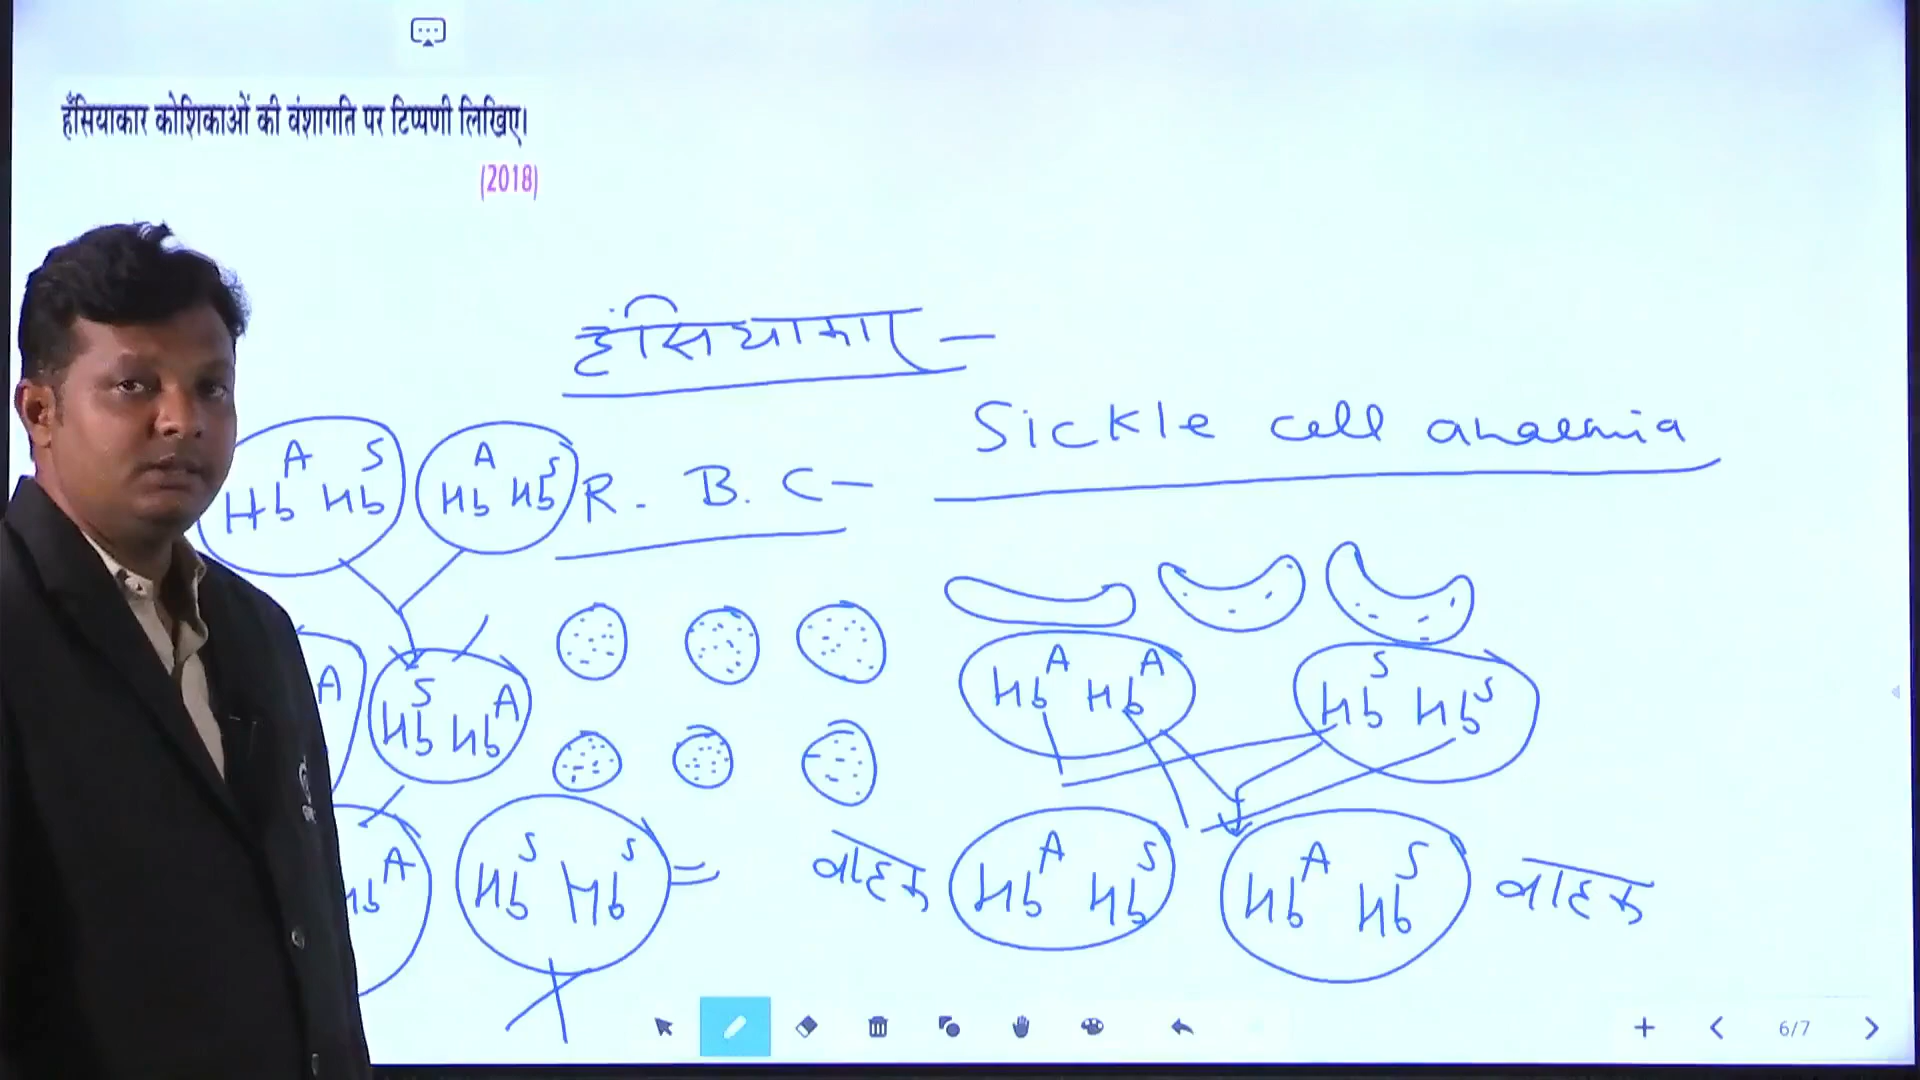 हँसियाकार कोशिकाओं की वंशागति पर टिप्पणी लिखिए।
(2018)
हंसियाकार –
Sickle cell anaemia
R. B. C –
Hb^A Hb^S
Hb^A Hb^S
A
Hb^S Hb^A
Hb^A Hb^A
Hb^S Hb^S
Hb^A
Hb^S Hb^S =
वाहक Hb^A Hb^S
Hb^A Hb^S वाहक
6/7